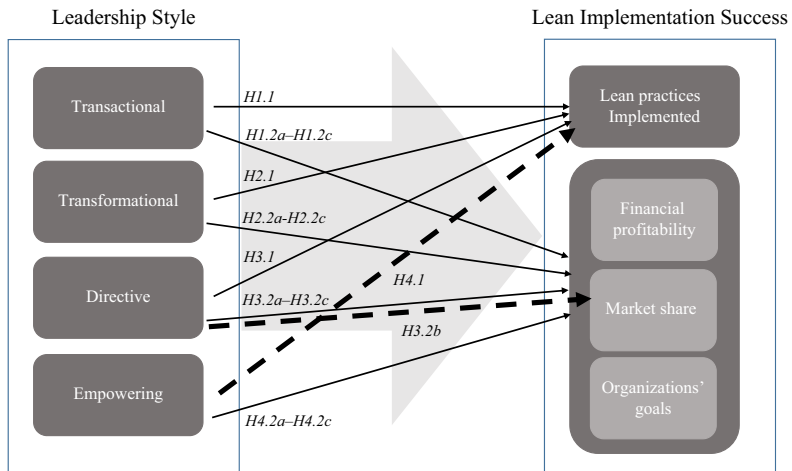 Leadership Style
Lean Implementation Success
Transactional
Transformational
Directive
Empowering
H1.1
H1.2a–H1.2c
H2.1
H2.2a-H2.2c
H3.1
H4.1
H3.2a–H3.2c
H3.2b
H4.2a–H4.2c
Lean practices
Implemented
Financial
profitability
Market share
Organizations’
goals